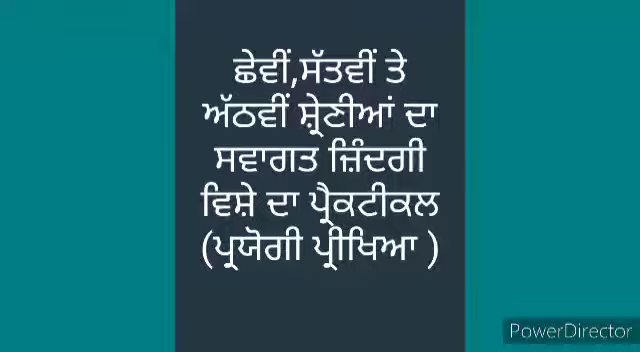 ਛੇਵੀਂ,ਸੱਤਵੀਂ ਤੇ
ਅੱਠਵੀਂ ਸ਼੍ਰੇਣੀਆਂ ਦਾ
ਸਵਾਗਤ ਜ਼ਿੰਦਗੀ
ਵਿਸ਼ੇ ਦਾ ਪ੍ਰੈਕਟੀਕਲ
(ਪ੍ਰਯੋਗੀ ਪ੍ਰੀਖਿਆ )
PowerDirector